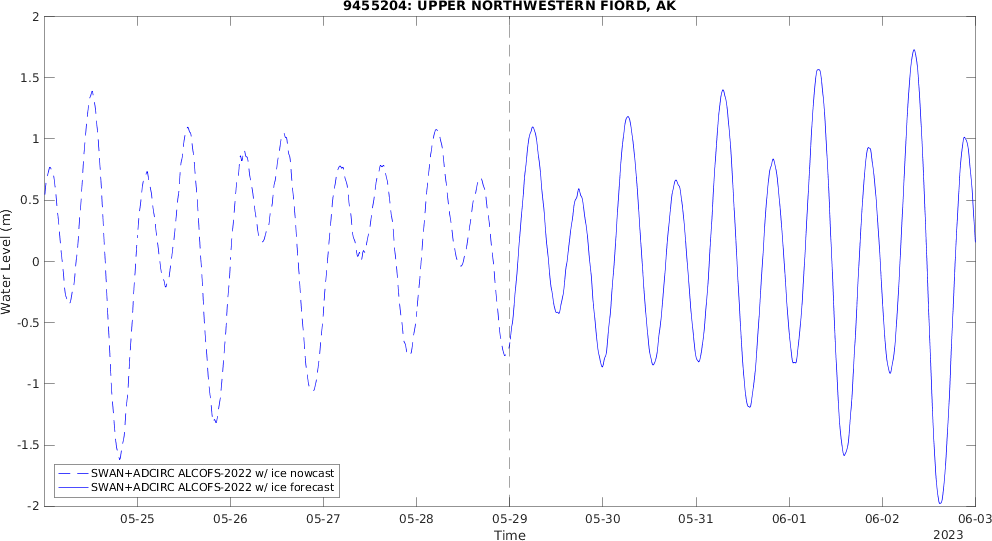 9455204: UPPER NORTHWESTERN FIORD, AK
Water Level (m)
2
1.5
1
0.5
0
-0.5
-1
-1.5
-2
SWAN+ADCIRC ALCOFS-2022 w/ ice nowcast
SWAN+ADCIRC ALCOFS-2022 w/ ice forecast
05-25 05-26 05-27 05-28 05-29 05-30 05-31 06-01 06-02 06-03
Time
2023